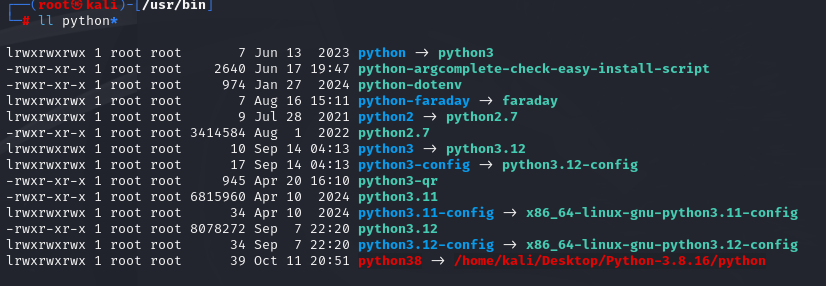 ┌──(root㉿kali)-[/usr/bin]
└─# ll python*
lrwxrwxrwx 1 root root 7 Jun 13 2023 python → python3
-rwxr-xr-x 1 root root 2640 Jun 17 19:47 python-argcomplete-check-easy-install-script
-rwxr-xr-x 1 root root 974 Jan 27 2024 python-dotenv
lrwxrwxrwx 1 root root 7 Aug 16 15:11 python-faraday → faraday
lrwxrwxrwx 1 root root 9 Jul 28 2021 python2 → python2.7
-rwxr-xr-x 1 root root 3414584 Aug 1 2022 python2.7
lrwxrwxrwx 1 root root 10 Sep 14 04:13 python3 → python3.12
lrwxrwxrwx 1 root root 17 Sep 14 04:13 python3-config → python3.12-config
-rwxr-xr-x 1 root root 945 Apr 20 16:10 python3-qr
-rwxr-xr-x 1 root root 6815960 Apr 10 2024 python3.11
lrwxrwxrwx 1 root root 34 Apr 10 2024 python3.11-config → x86_64-linux-gnu-python3.11-config
-rwxr-xr-x 1 root root 8078272 Sep 7 22:20 python3.12
lrwxrwxrwx 1 root root 34 Sep 7 22:20 python3.12-config → x86_64-linux-gnu-python3.12-config
lrwxrwxrwx 1 root root 39 Oct 11 20:51 python38 → /home/kali/Desktop/Python-3.8.16/python